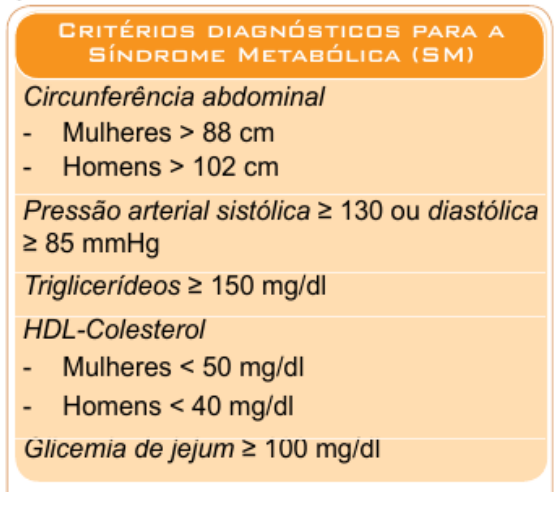 CRITÉRIOS DIAGNÓSTICOS PARA A
SÍNDROME METABÓLICA (SM)
Circunferência abdominal
- Mulheres > 88 cm
- Homens > 102 cm
Pressão arterial sistólica ≥ 130 ou diastólica
≥ 85 mmHg
Triglicerídeos ≥ 150 mg/dl
HDL-Colesterol
- Mulheres < 50 mg/dl
- Homens < 40 mg/dl
Glicemia de jejum ≥ 100 mg/dl